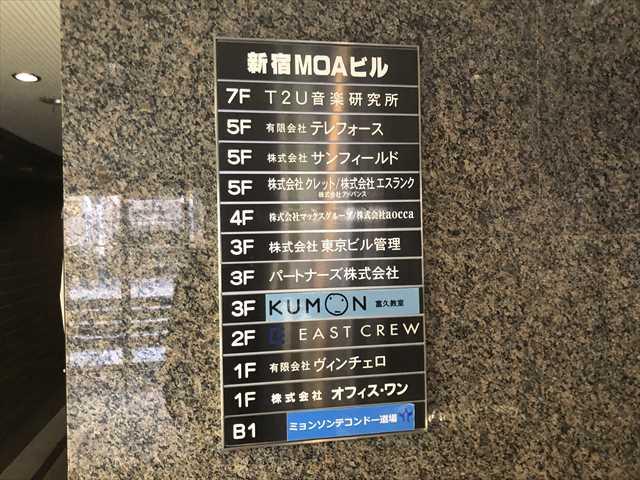 新宿MOAビル
7F T2U音楽研究所
5F 有限会社 テレフォース
5F 株式会社 サンフィールド
5F 株式会社 クレット/株式会社 エスランク
株式会社アドバンス
4F 株式会社マックスグループ/株式会社aocca
3F 株式会社 東京ビル管理
3F パートナーズ株式会社
3F KUMON 富久教室
2F EAST CREW
1F 有限会社 ヴィンチェロ
1F 株式会社 オフィス・ワン
B1 ミョンソンテコンドー道場